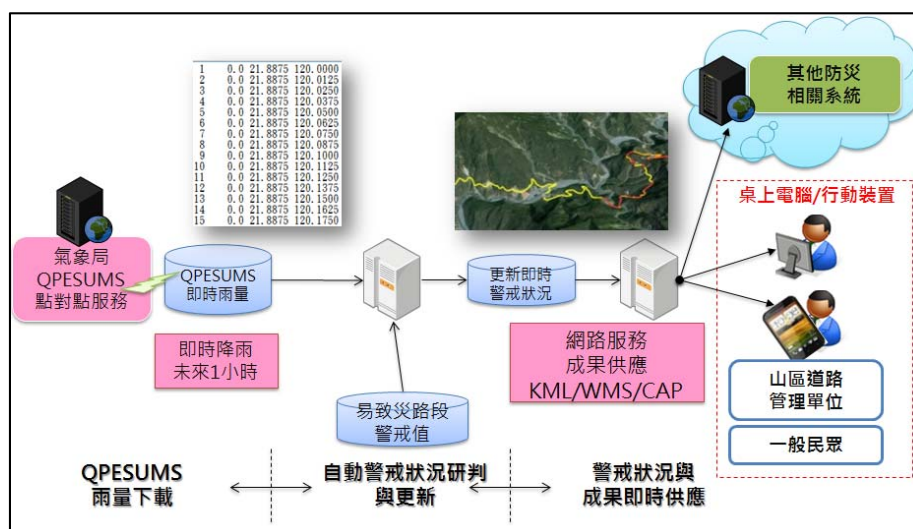 1 0.0 21.8875 120.0000
2 0.0 21.8875 120.0125
3 0.0 21.8875 120.0250
4 0.0 21.8875 120.0375
5 0.0 21.8875 120.0500
6 0.0 21.8875 120.0625
7 0.0 21.8875 120.0750
8 0.0 21.8875 120.0875
9 0.0 21.8875 120.1000
10 0.0 21.8875 120.1125
11 0.0 21.8875 120.1250
12 0.0 21.8875 120.1375
13 0.0 21.8875 120.1500
14 0.0 21.8875 120.1625
15 0.0 21.8875 120.1750
其他防災
相關系統
桌上電腦/行動裝置
氣象局
QPESUMS
點對點服務
QPESUMS
即時雨量
更新即時
警戒狀況
即時降雨
未來1小時
網路服務
成果供應
KML/WMS/CAP
易致災路段
警戒值
山區道路
管理單位
一般民眾
QPESUMS
雨量下載
自動警戒狀況研判
與更新
警戒狀況與
成果即時供應